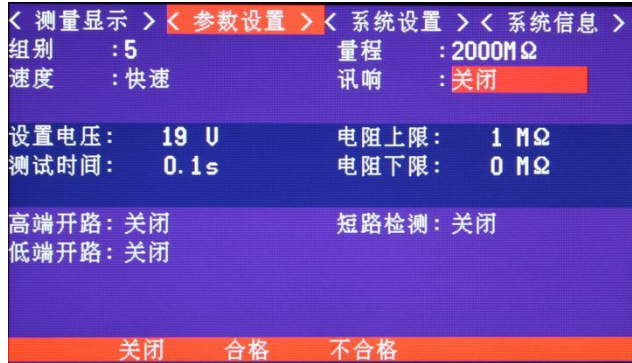 < 测量显示 > < 参数设置 > < 系统设置 > < 系统信息 >
组别 :5 量程 :2000MΩ
速度 :快速 讯响 :关闭
设置电压: 19 V 电阻上限: 1 MΩ
测试时间: 0.1s 电阻下限: 0 MΩ
高端开路:关闭 短路检测:关闭
低端开路:关闭
关闭 合格 不合格